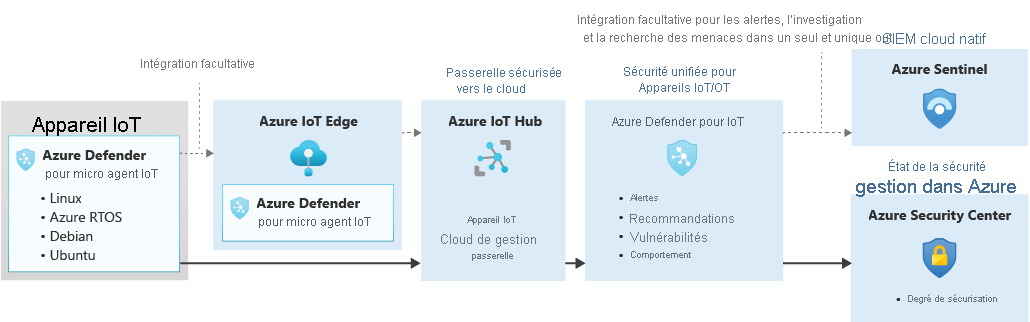 Intégration facultative pour les alertes, l'investigation
et la recherche des menaces dans un seul et unique out
SIEM cloud natif
Intégration facultative
Passerelle sécurisée
vers le cloud
Sécurité unifiée pour
Appareils IoT/OT
Azure Sentinel
Appareil IoT
Azure Defender
pour micro agent IoT
• Linux
• Azure RTOS
• Debian
• Ubuntu
Azure IoT Edge
Azure Defender
pour micro agent IoT
Azure IoT Hub
Appareil IoT
Cloud de gestion
passerelle
Azure Defender pour IoT
• Alertes
• Recommandations
• Vulnérabilités
• Comportement
État de la sécurité
gestion dans Azure
Azure Security Center
• Degré de sécurisation